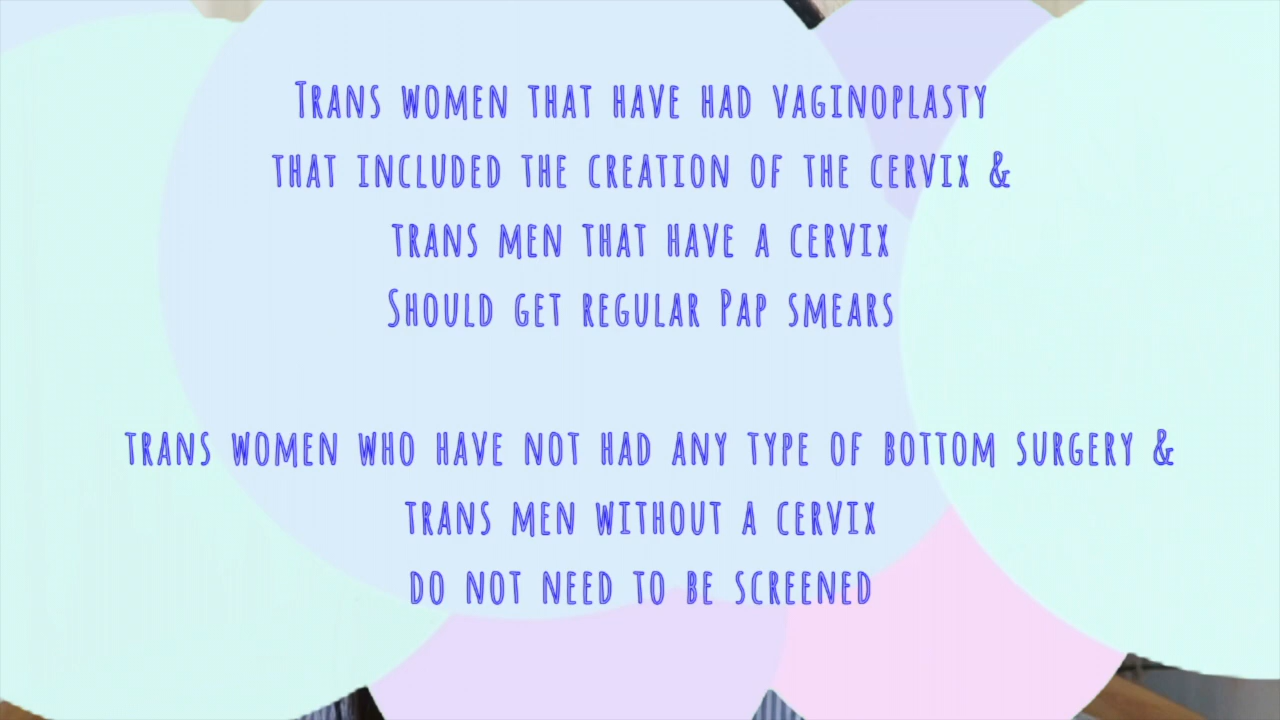 Trans women that have had vaginoplasty
that included the creation of the cervix &
trans men that have a cervix
Should get regular Pap smears
trans women who have not had any type of bottom surgery &
trans men without a cervix
do not need to be screened